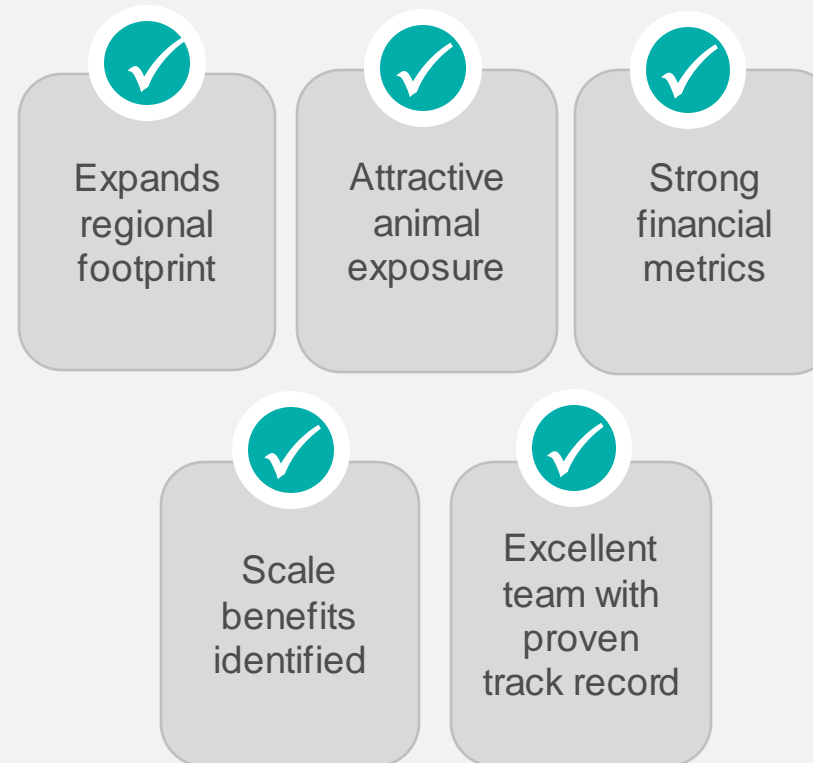 Expands
regional
footprint
Attractive
animal
exposure
Strong
financial
metrics
Scale
benefits
identified
Excellent
team with
proven
track record